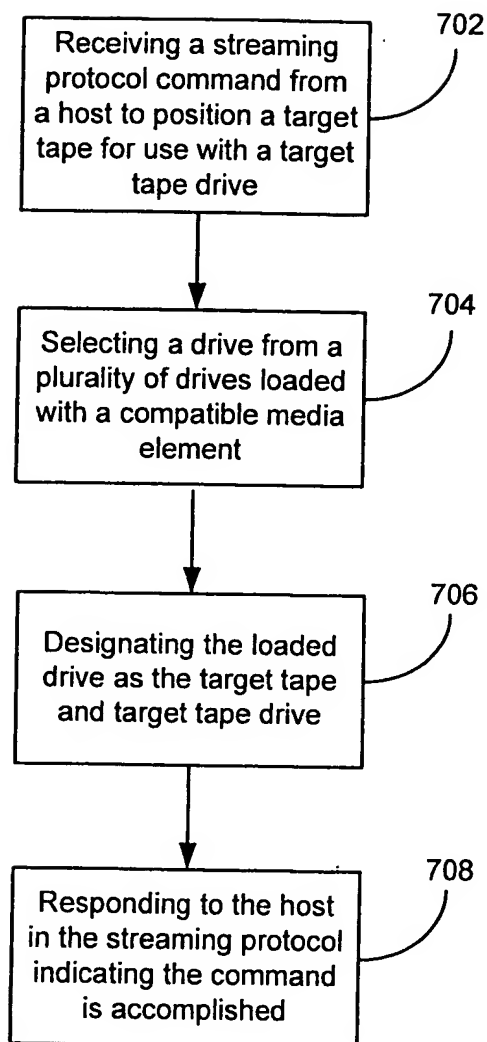 702
Receiving a streaming
protocol command from
a host to position a target
tape for use with a target
tape drive
704
Selecting a drive from a
plurality of drives loaded
with a compatible media
element
706
Designating the loaded
drive as the target tape
and target tape drive
708
Responding to the host
in the streaming protocol
indicating the command
is accomplished